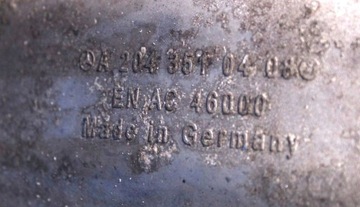 A 204 351 04 08
EN AC 46000
Made in Germany